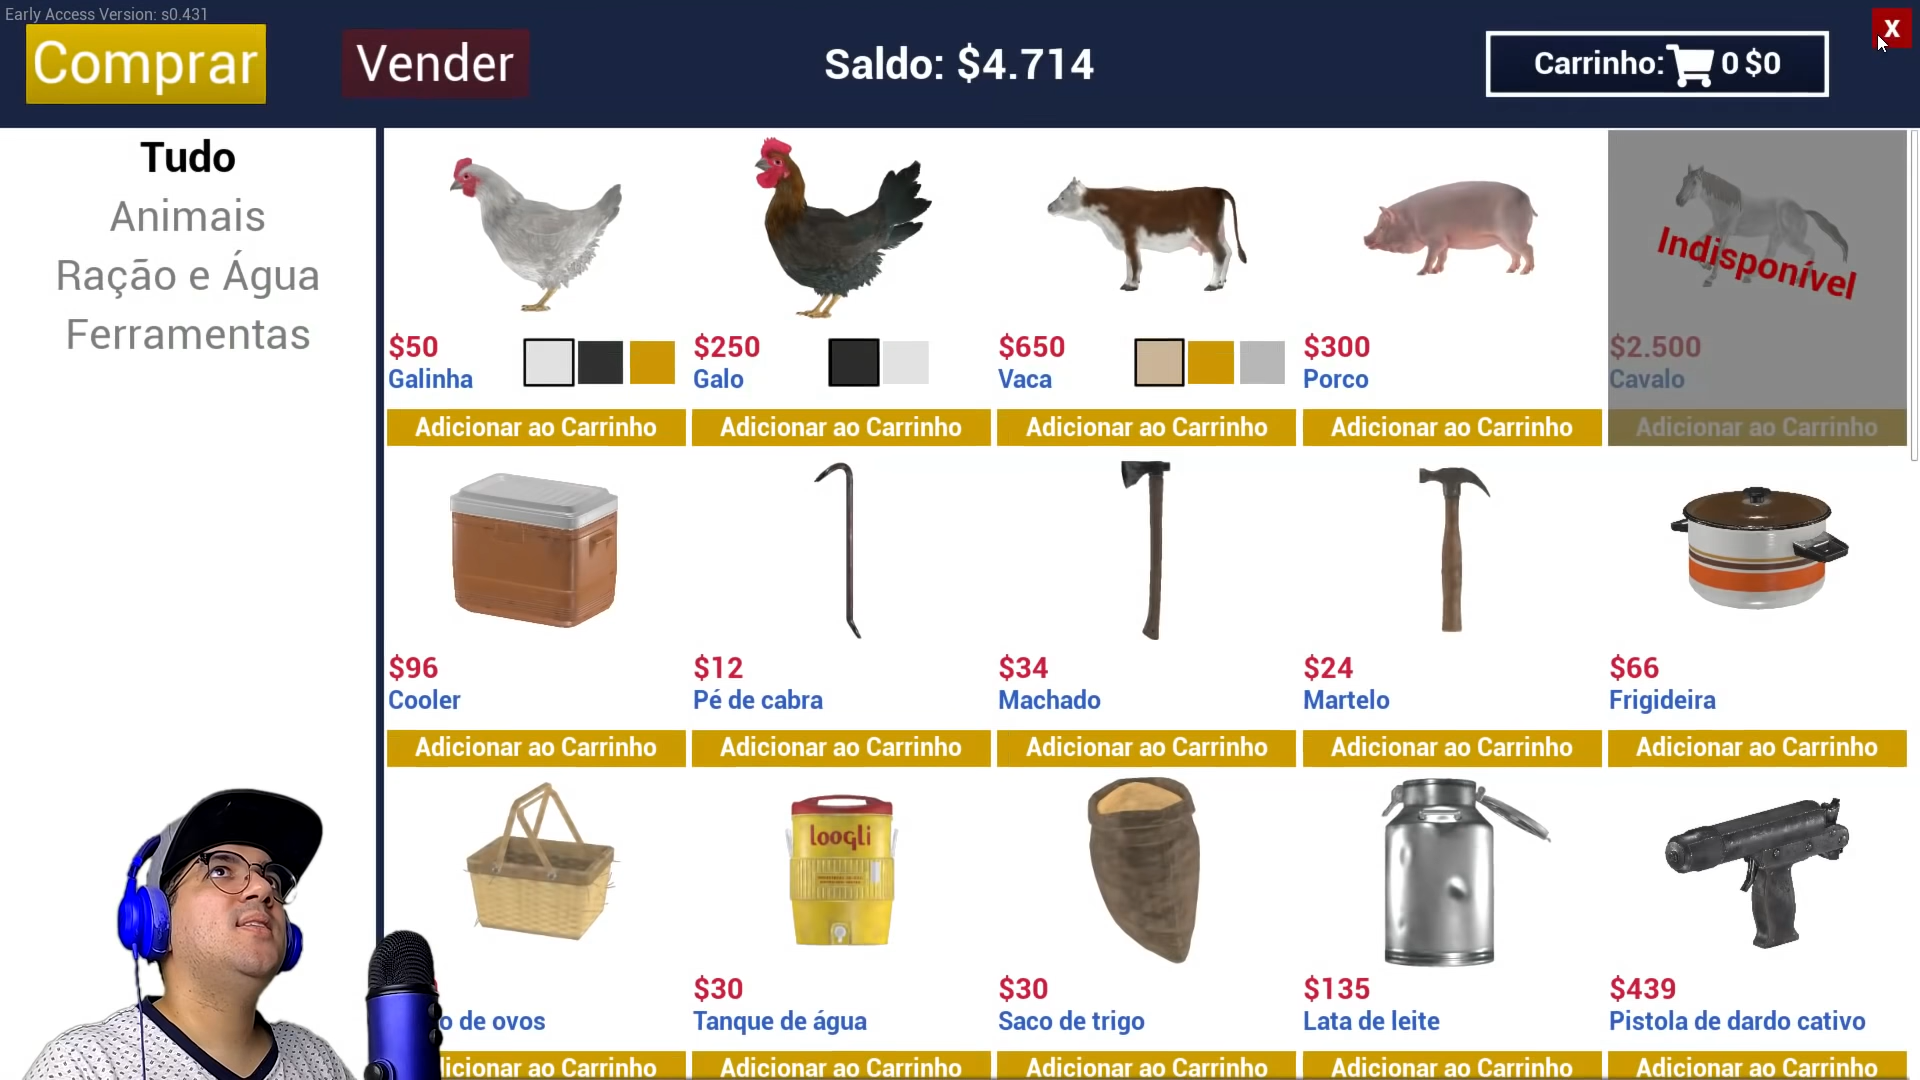 Early Access Version: s0.431
Comprar
Vender
Saldo: $4.714
Carrinho: 0 $0
X
Tudo
Animais
Ração e Água
Ferramentas
$50
Galinha
Adicionar ao Carrinho
$250
Galo
Adicionar ao Carrinho
$650
Vaca
Adicionar ao Carrinho
$300
Porco
Adicionar ao Carrinho
Indisponível
$2.500
Cavalo
Adicionar ao Carrinho
$96
Cooler
Adicionar ao Carrinho
$12
Pé de cabra
Adicionar ao Carrinho
$34
Machado
Adicionar ao Carrinho
$24
Martelo
Adicionar ao Carrinho
$66
Frigideira
Adicionar ao Carrinho
o de ovos
icionar ao Carrinho
loogli
$30
Tanque de água
Adicionar ao Carrinho
$30
Saco de trigo
Adicionar ao Carrinho
$135
Lata de leite
Adicionar ao Carrinho
$439
Pistola de dardo cativo
Adicionar ao Carrinho